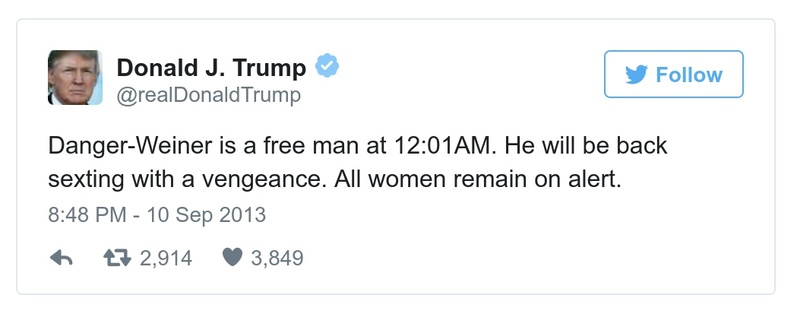 Donald J. Trump
@realDonaldTrump
Follow
Danger-Weiner is a free man at 12:01AM. He will be back
sexting with a vengeance. All women remain on alert.
8:48 PM - 10 Sep 2013
2,914 3,849